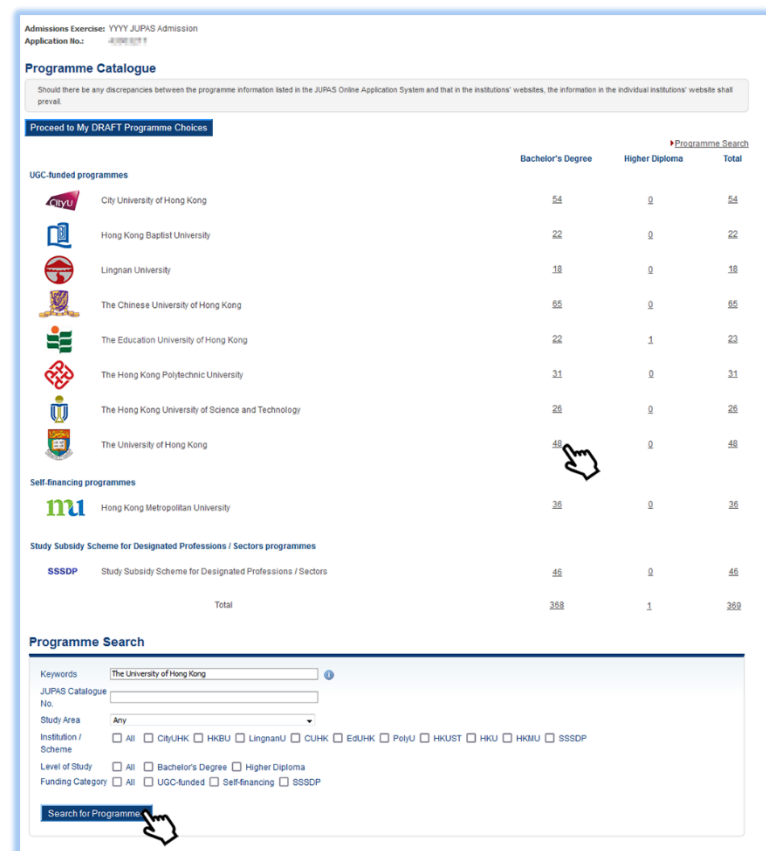 Admissions Exercise: YYYY JUPAS Admission
Application No.:
Programme Catalogue
Should there be any discrepancies between the programme information listed in the JUPAS Online Application System and that in the institutions' websites, the information in the individual institutions' website shall
prevail.
Proceed to My DRAFT Programme Choices
Programme Search
Bachelor's Degree Higher Diploma Total
UGC-funded programmes
CityU City University of Hong Kong 54 0 54
Hong Kong Baptist University 22 0 22
Lingnan University 18 0 18
The Chinese University of Hong Kong 65 0 65
The Education University of Hong Kong 22 1 23
The Hong Kong Polytechnic University 31 0 31
The Hong Kong University of Science and Technology 26 0 26
The University of Hong Kong 48 0 48
Self-financing programmes
mu Hong Kong Metropolitan University 36 0 36
Study Subsidy Scheme for Designated Professions / Sectors programmes
SSSDP Study Subsidy Scheme for Designated Professions / Sectors 46 0 46
Total 368 1 369
Programme Search
Keywords The University of Hong Kong
JUPAS Catalogue
No.
Study Area Any
Institution / All CityUHK HKBU LingnanU CUHK EdUHK PolyU HKUST HKU HKMU SSSDP
Scheme
Level of Study All Bachelor's Degree Higher Diploma
Funding Category All UGC-funded Self-financing SSSDP
Search for Programme